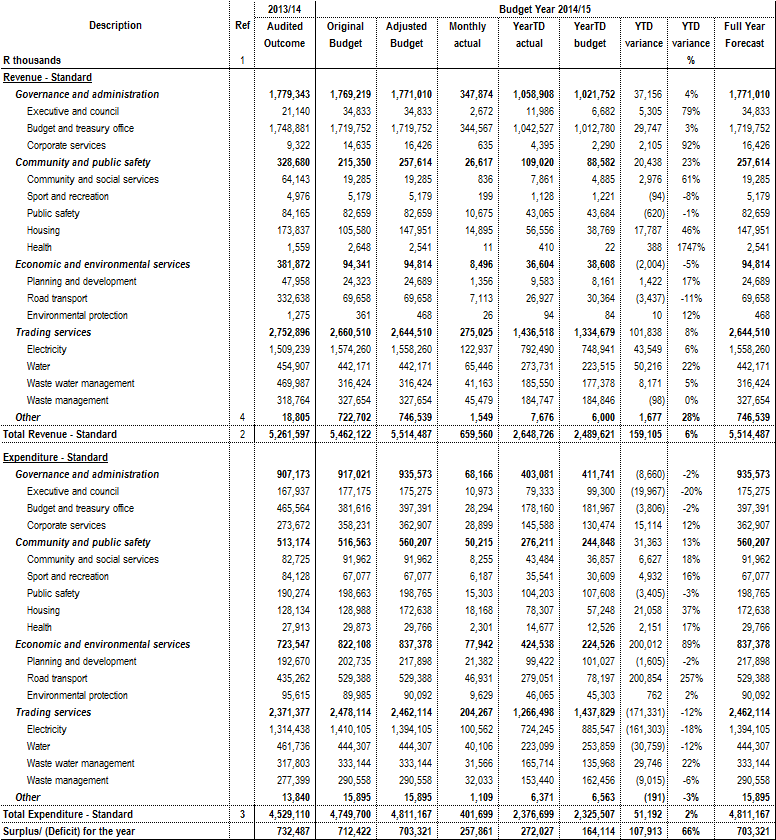 2013/14 Budget Year 2014/15
Description Ref Audited Original Adjusted Monthly YearTD YearTD YTD YTD Full Year
Outcome Budget Budget actual actual budget variance variance Forecast
R thousands 1 %
Revenue - Standard
Governance and administration 1,779,343 1,769,219 1,771,010 347,874 1,058,908 1,021,752 37,156 4% 1,771,010
Executive and council 21,140 34,833 34,833 2,672 11,986 6,682 5,305 79% 34,833
Budget and treasury office 1,748,881 1,719,752 1,719,752 344,567 1,042,527 1,012,780 29,747 3% 1,719,752
Corporate services 9,322 14,635 16,426 635 4,395 2,290 2,105 92% 16,426
Community and public safety 328,680 215,350 257,614 26,617 109,020 88,582 20,438 23% 257,614
Community and social services 64,143 19,285 19,285 836 7,861 4,885 2,976 61% 19,285
Sport and recreation 4,976 5,179 5,179 199 1,128 1,221 (94) -8% 5,179
Public safety 84,165 82,659 82,659 10,675 43,065 43,684 (620) -1% 82,659
Housing 173,837 105,580 147,951 14,895 56,556 38,769 17,787 46% 147,951
Health 1,559 2,648 2,541 11 410 22 388 1747% 2,541
Economic and environmental services 381,872 94,341 94,814 8,496 36,604 38,608 (2,004) -5% 94,814
Planning and development 47,958 24,323 24,689 1,356 9,583 8,161 1,422 17% 24,689
Road transport 332,638 69,658 69,658 7,113 26,927 30,364 (3,437) -11% 69,658
Environmental protection 1,275 361 468 26 94 84 10 12% 468
Trading services 2,752,896 2,660,510 2,644,510 275,025 1,436,518 1,334,679 101,838 8% 2,644,510
Electricity 1,509,239 1,574,260 1,558,260 122,937 792,490 748,941 43,549 6% 1,558,260
Water 454,907 442,171 442,171 65,446 273,731 223,515 50,216 22% 442,171
Waste water management 469,987 316,424 316,424 41,163 185,550 177,378 8,171 5% 316,424
Waste management 318,764 327,654 327,654 45,479 184,747 184,846 (98) 0% 327,654
Other 4 18,805 722,702 746,539 1,549 7,676 6,000 1,677 28% 746,539
Total Revenue - Standard 2 5,261,597 5,462,122 5,514,487 659,560 2,648,726 2,489,621 159,105 6% 5,514,487
Expenditure - Standard
Governance and administration 907,173 917,021 935,573 68,166 403,081 411,741 (8,660) -2% 935,573
Executive and council 167,937 177,175 175,275 10,973 79,333 99,300 (19,967) -20% 175,275
Budget and treasury office 465,564 381,616 397,391 28,294 178,160 181,967 (3,806) -2% 397,391
Corporate services 273,672 358,231 362,907 28,899 145,588 130,474 15,114 12% 362,907
Community and public safety 513,174 516,563 560,207 50,215 276,211 244,848 31,363 13% 560,207
Community and social services 82,725 91,962 91,962 8,255 43,484 36,857 6,627 18% 91,962
Sport and recreation 84,128 67,077 67,077 6,187 35,541 30,609 4,932 16% 67,077
Public safety 190,274 198,663 198,765 15,303 104,203 107,608 (3,405) -3% 198,765
Housing 128,134 128,988 172,638 18,168 78,307 57,248 21,058 37% 172,638
Health 27,913 29,873 29,766 2,301 14,677 12,526 2,151 17% 29,766
Economic and environmental services 723,547 822,108 837,378 77,942 424,538 224,526 200,012 89% 837,378
Planning and development 192,670 202,735 217,898 21,382 99,422 101,027 (1,605) -2% 217,898
Road transport 435,262 529,388 529,388 46,931 279,051 78,197 200,854 257% 529,388
Environmental protection 95,615 89,985 90,092 9,629 46,065 45,303 762 2% 90,092
Trading services 2,371,377 2,478,114 2,462,114 204,267 1,266,498 1,437,829 (171,331) -12% 2,462,114
Electricity 1,314,438 1,410,105 1,394,105 100,562 724,245 885,547 (161,303) -18% 1,394,105
Water 461,736 444,307 444,307 40,106 223,099 253,859 (30,759) -12% 444,307
Waste water management 317,803 333,144 333,144 31,566 165,714 135,968 29,746 22% 333,144
Waste management 277,399 290,558 290,558 32,033 153,440 162,456 (9,015) -6% 290,558
Other 13,840 15,895 15,895 1,109 6,371 6,563 (191) -3% 15,895
Total Expenditure - Standard 3 4,529,110 4,749,700 4,811,167 401,699 2,376,699 2,325,507 51,192 2% 4,811,167
Surplus/ (Deficit) for the year 732,487 712,422 703,321 257,861 272,027 164,114 107,913 66% 703,321